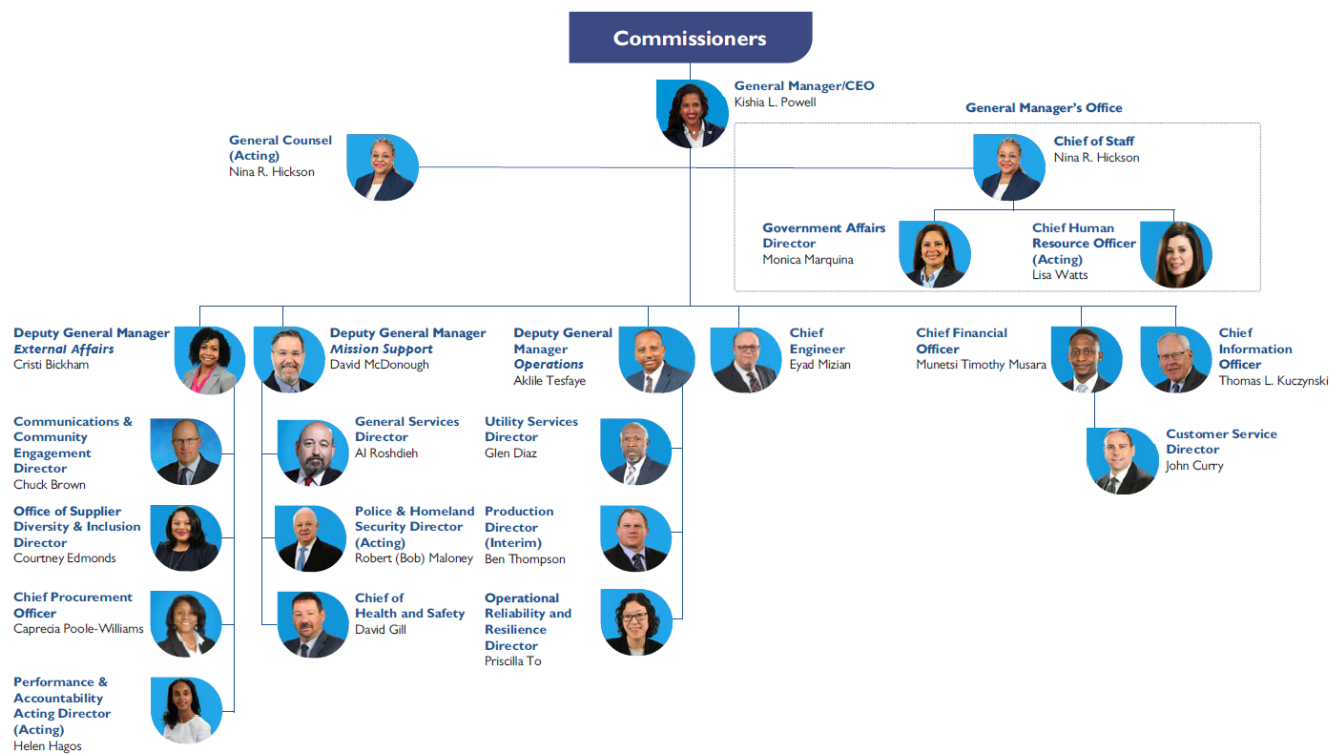 Commissioners
General Manager/CEO
Kishia L. Powell
General Manager's Office
General Counsel
(Acting)
Nina R. Hickson
Chief of Staff
Nina R. Hickson
Government Affairs
Director
Monica Marquina
Chief Human
Resource Officer
(Acting)
Lisa Watts
Deputy General Manager
External Affairs
Cristi Bickham
Deputy General Manager
Mission Support
David McDonough
Deputy General
Manager
Operations
Aklile Tesfaye
Chief
Engineer
Eyad Mizian
Chief Financial
Officer
Munetsi Timothy Musara
Chief
Information
Officer
Thomas L. Kuczynski
Communications &
Community
Engagement
Director
Chuck Brown
General Services
Director
Al Roshdieh
Utility Services
Director
Glen Diaz
Customer Service
Director
John Curry
Office of Supplier
Diversity & Inclusion
Director
Courtney Edmonds
Police & Homeland
Security Director
(Acting)
Robert (Bob) Maloney
Production
Director
(Interim)
Ben Thompson
Chief Procurement
Officer
Caprecia Poole-Williams
Chief of
Health and Safety
David Gill
Operational
Reliability and
Resilience
Director
Priscilla To
Performance &
Accountability
Acting Director
(Acting)
Helen Hagos